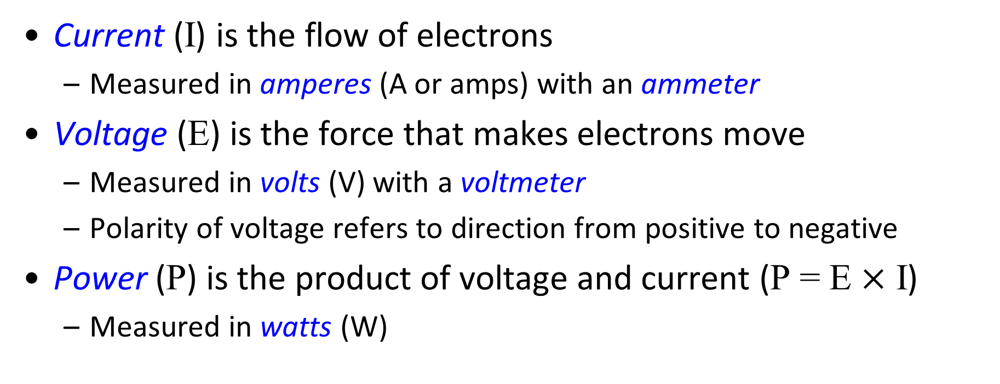 • Current (I) is the flow of electrons
– Measured in amperes (A or amps) with an ammeter
• Voltage (E) is the force that makes electrons move
– Measured in volts (V) with a voltmeter
– Polarity of voltage refers to direction from positive to negative
• Power (P) is the product of voltage and current (P = E × I)
– Measured in watts (W)